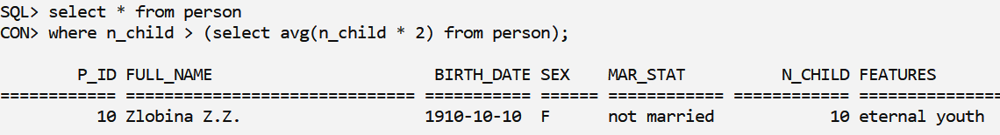 SQL> select * from person
CON> where n_child > (select avg(n_child * 2) from person);
P_ID FULL_NAME BIRTH_DATE SEX MAR_STAT N_CHILD FEATURES
============ =============================== =========== ====== ============ ============ ===============
10 Zlobina Z.Z. 1910-10-10 F not married 10 eternal youth